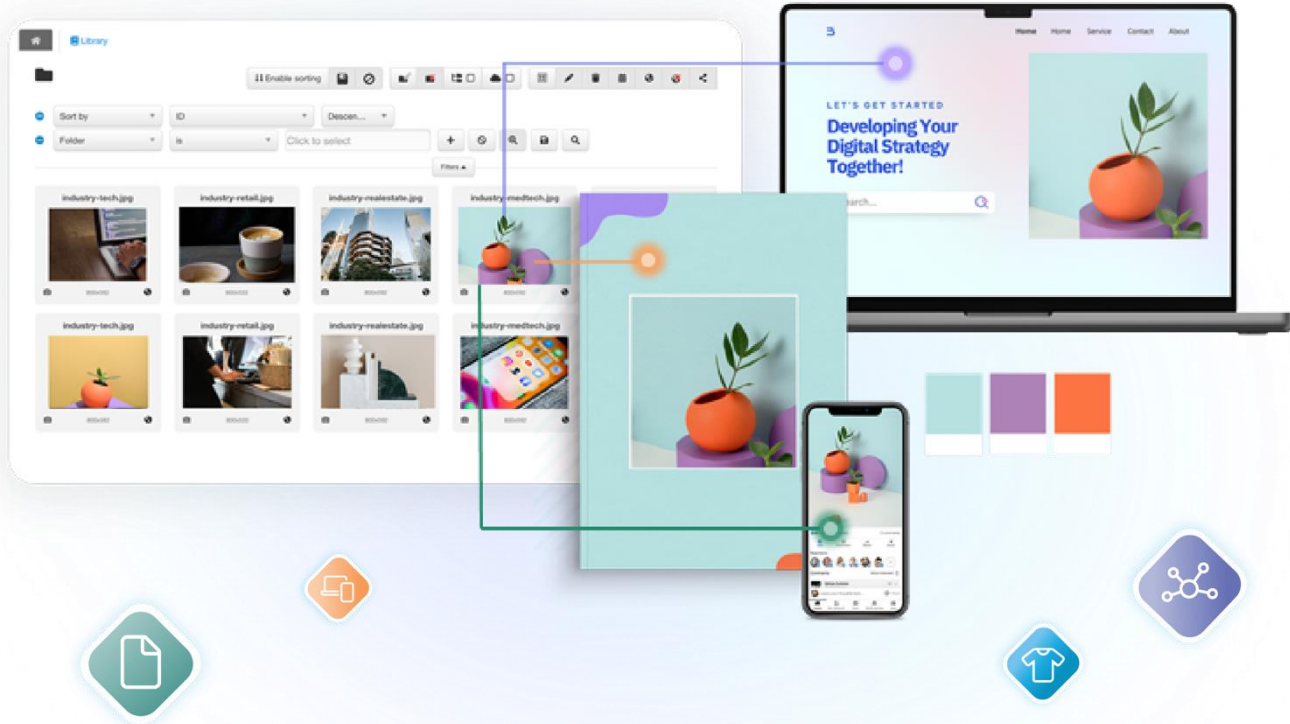 Library
Enable sorting
Sort by
ID
Descen...
Folder
is
Click to select
Filters
industry-tech.jpg
industry-retail.jpg
industry-realestate.jpg
industry-medtech.jpg
industry-tech.jpg
industry-retail.jpg
industry-realestate.jpg
industry-medtech.jpg
Home
Home
Service
Contact
About
LET'S GET STARTED
Developing Your
Digital Strategy
Together!